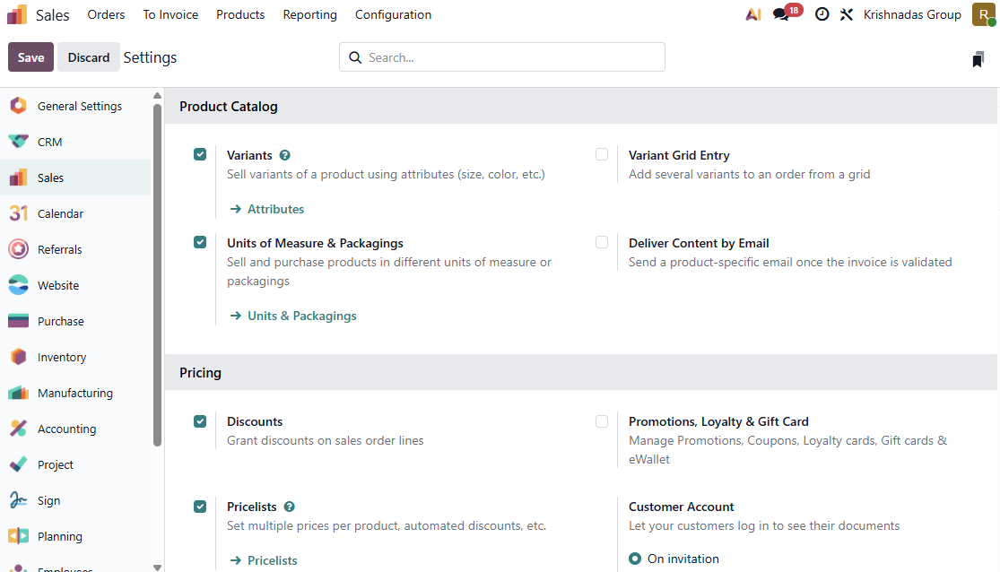 Sales Orders To Invoice Products Reporting Configuration AI 18 Krishnadas Group R
Save Discard Settings Search...
General Settings
CRM
Sales
31 Calendar
Referrals
Website
Purchase
Inventory
Manufacturing
Accounting
Project
Sign
Planning
Employees
Product Catalog
Variants ?
Sell variants of a product using attributes (size, color, etc.)
→ Attributes
Variant Grid Entry
Add several variants to an order from a grid
Units of Measure & Packagings
Sell and purchase products in different units of measure or
packagings
→ Units & Packagings
Deliver Content by Email
Send a product-specific email once the invoice is validated
Pricing
Discounts
Grant discounts on sales order lines
Promotions, Loyalty & Gift Card
Manage Promotions, Coupons, Loyalty cards, Gift cards &
eWallet
Pricelists ?
Set multiple prices per product, automated discounts, etc.
→ Pricelists
Customer Account
Let your customers log in to see their documents
On invitation